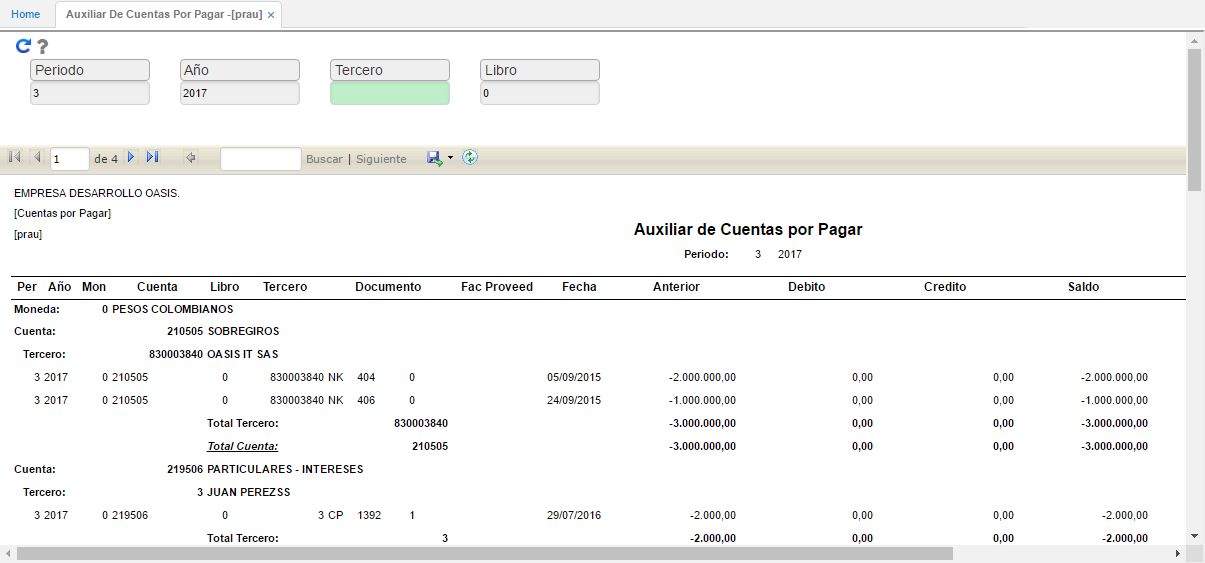 Home Auxiliar De Cuentas Por Pagar -[prau] ×
?
Periodo Año Tercero Libro
3 2017 0
1 de 4 Buscar | Siguiente
EMPRESA DESARROLLO OASIS.
[Cuentas por Pagar]
[prau]
Auxiliar de Cuentas por Pagar
Periodo: 3 2017
Per Año Mon Cuenta Libro Tercero Documento Fac Proveed Fecha Anterior Debito Credito Saldo
Moneda: 0 PESOS COLOMBIANOS
Cuenta: 210505 SOBREGIROS
Tercero: 830003840 OASIS IT SAS
3 2017 0 210505 0 830003840 NK 404 0 05/09/2015 -2.000.000,00 0,00 0,00 -2.000.000,00
3 2017 0 210505 0 830003840 NK 406 0 24/09/2015 -1.000.000,00 0,00 0,00 -1.000.000,00
Total Tercero: 830003840 -3.000.000,00 0,00 0,00 -3.000.000,00
Total Cuenta: 210505 -3.000.000,00 0,00 0,00 -3.000.000,00
Cuenta: 219506 PARTICULARES - INTERESES
Tercero: 3 JUAN PEREZSS
3 2017 0 219506 0 3 CP 1392 1 29/07/2016 -2.000,00 0,00 0,00 -2.000,00
Total Tercero: 3 -2.000,00 0,00 0,00 -2.000,00